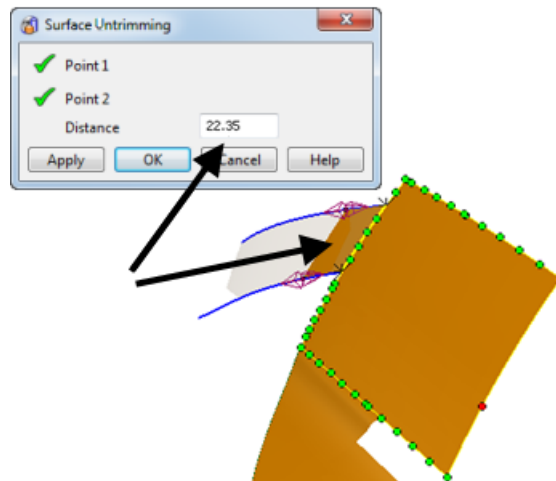 Surface Untrimming
Point 1
Point 2
Distance 22.35
Apply OK Cancel Help